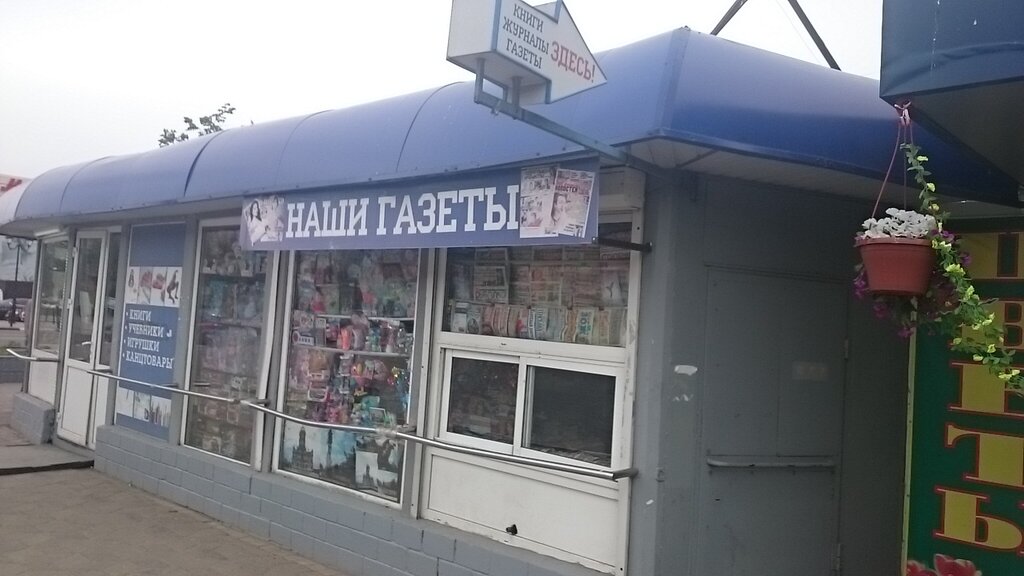 КНИГИ
ЖУРНАЛЫ
ГАЗЕТЫ
ЗДЕСЬ!
НАШИ ГАЗЕТЫ
• КНИГИ
• УЧЕБНИКИ
• ИГРУШКИ
• КАНЦТОВАРЫ
В
Е
Т
Ы